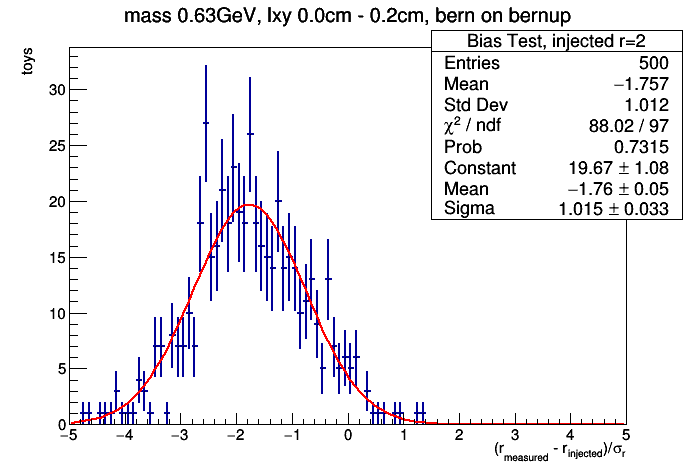 mass 0.63GeV, lxy 0.0cm - 0.2cm, bern on bernup
toys
Bias Test, injected r=2
Entries 500
Mean −1.757
Std Dev 1.012
χ² / ndf 88.02 / 97
Prob 0.7315
Constant 19.67 ± 1.08
Mean −1.76 ± 0.05
Sigma 1.015 ± 0.033
30
25
20
15
10
5
0
−5 −4 −3 −2 −1 0 1 2 3 4 5
(r_measured - r_injected)/σ_r